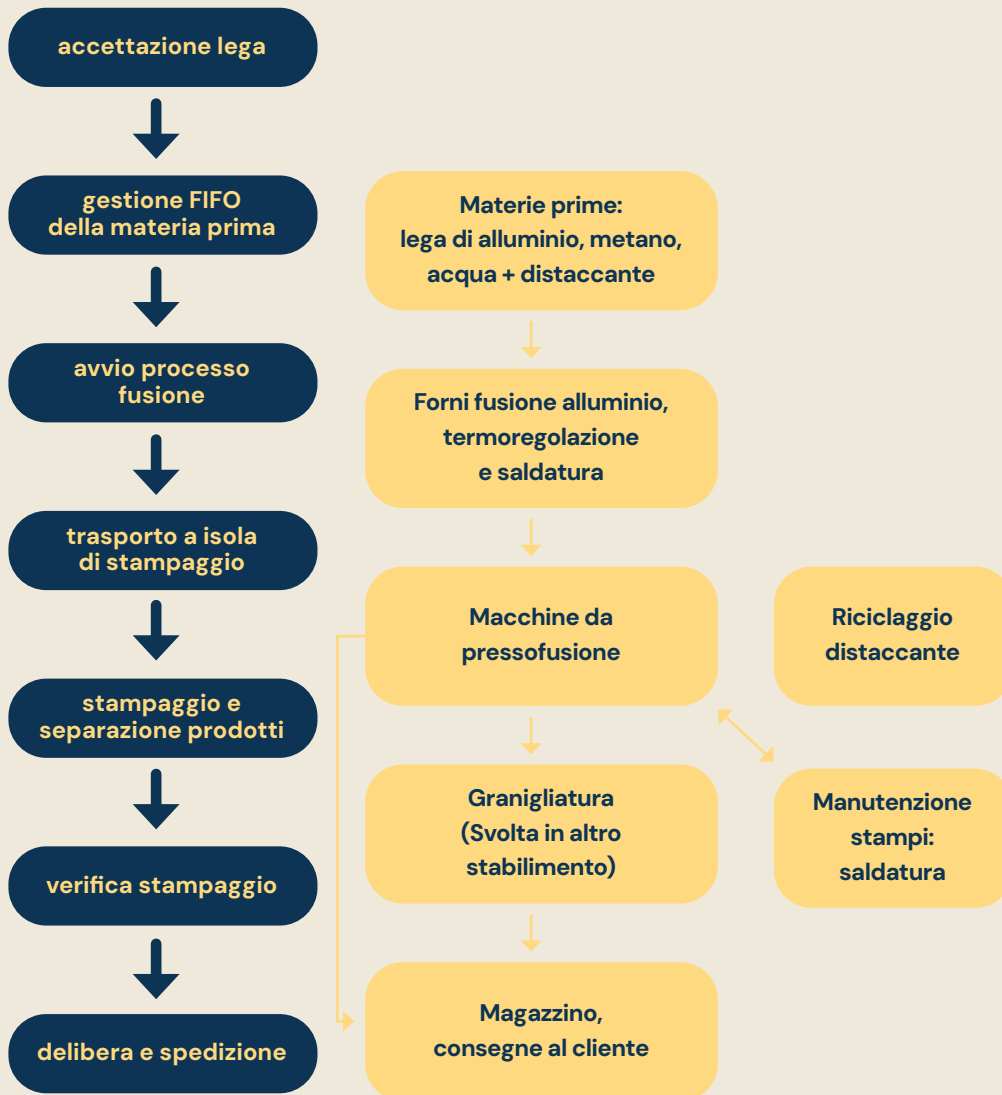 accettazione lega
gestione FIFO
della materia prima
avvio processo
fusione
trasporto a isola
di stampaggio
stampaggio e
separazione prodotti
verifica stampaggio
delibera e spedizione
Materie prime:
lega di alluminio, metano,
acqua + distaccante
Forni fusione alluminio,
termoregolazione
e saldatura
Macchine da
pressofusione
Granigliatura
(Svolta in altro
stabilimento)
Magazzino,
consegne al cliente
Riciclaggio
distaccante
Manutenzione
stampi:
saldatura